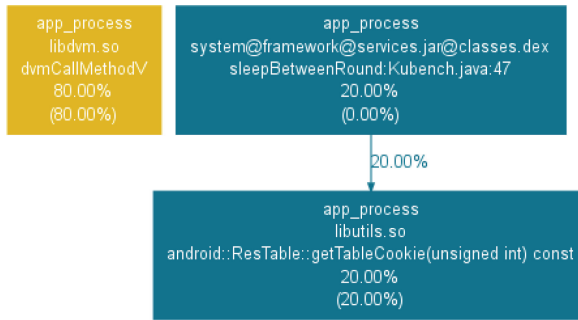 app_process
libdvm.so
dvmCallMethodV
80.00%
(80.00%)
app_process
system@framework@services.jar@classes.dex
sleepBetweenRound:Kubench.java:47
20.00%
(0.00%)
20.00%
app_process
libutils.so
android::ResTable::getTableCookie(unsigned int) const
20.00%
(20.00%)